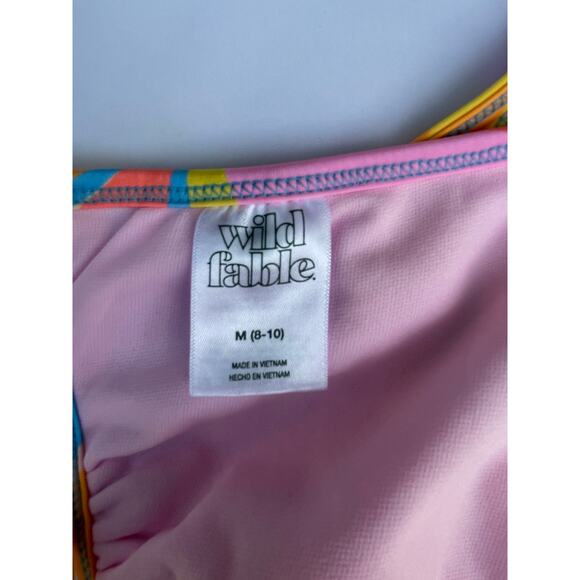 wild
fable.
M (8-10)
MADE IN VIETNAM
HECHO EN VIETNAM